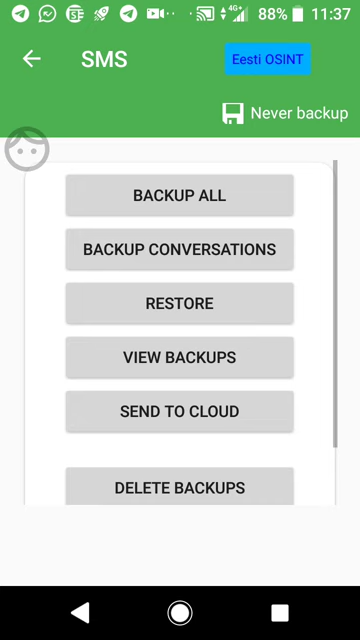 4G+ 88% 11:37
SMS Eesti OSINT
Never backup
BACKUP ALL
BACKUP CONVERSATIONS
RESTORE
VIEW BACKUPS
SEND TO CLOUD
DELETE BACKUPS